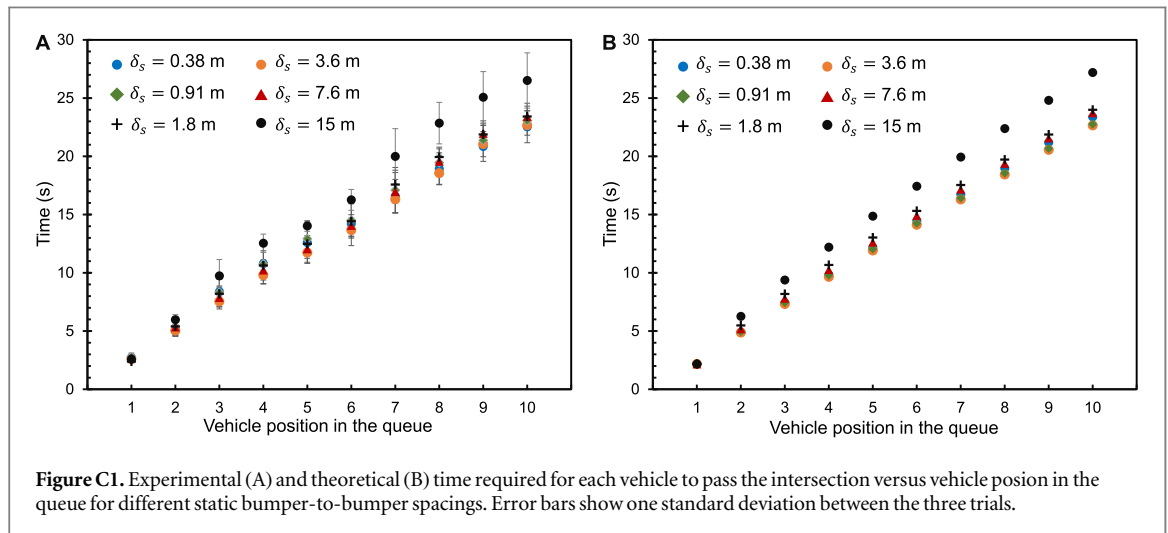 A
30
25
20
15
10
5
0
Time (s)
δs = 0.38 m
δs = 3.6 m
δs = 0.91 m
δs = 7.6 m
δs = 1.8 m
δs = 15 m
1 2 3 4 5 6 7 8 9 10
Vehicle position in the queue
B
30
25
20
15
10
5
0
Time (s)
δs = 0.38 m
δs = 3.6 m
δs = 0.91 m
δs = 7.6 m
δs = 1.8 m
δs = 15 m
1 2 3 4 5 6 7 8 9 10
Vehicle position in the queue
Figure C1. Experimental (A) and theoretical (B) time required for each vehicle to pass the intersection versus vehicle posion in the
queue for different static bumper-to-bumper spacings. Error bars show one standard deviation between the three trials.